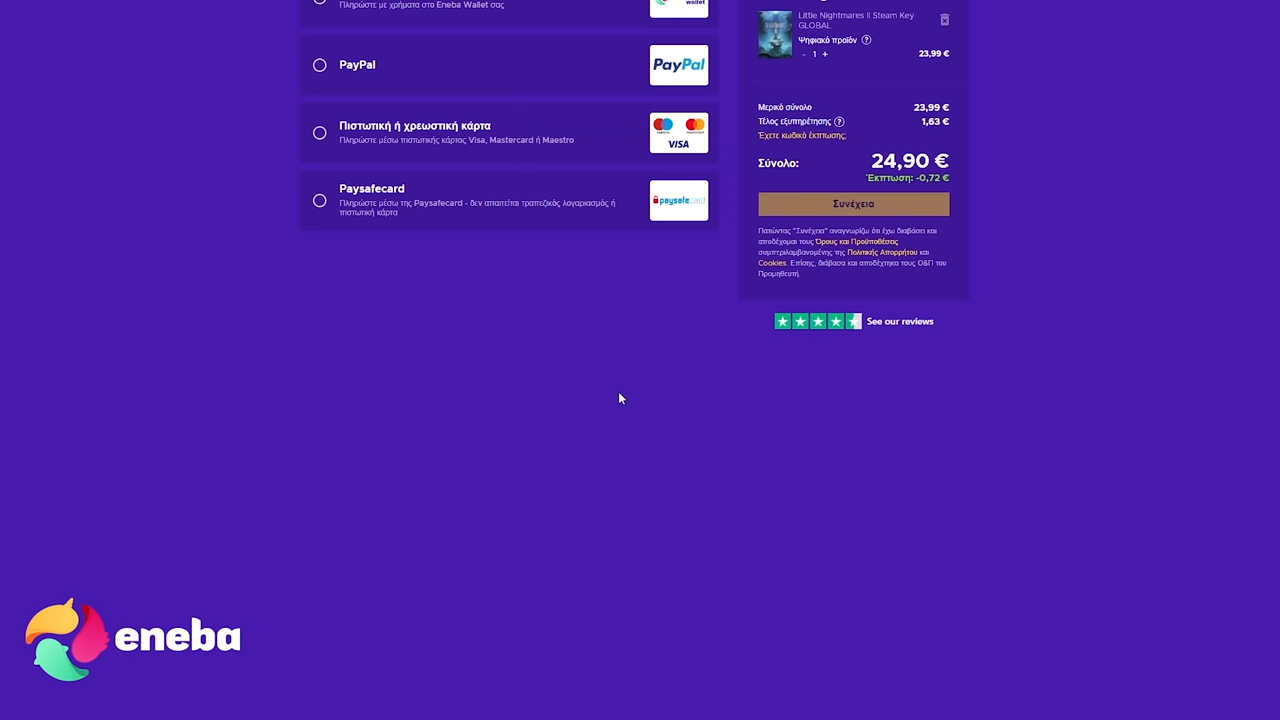 Πληρώστε με χρήματα στο Eneba Wallet σας
wallet
PayPal
PayPal
Πιστωτική ή χρεωστική κάρτα
Πληρώστε μέσω πιστωτικής κάρτας Visa, Mastercard ή Maestro
VISA
Paysafecard
Πληρώστε μέσω της Paysafecard - δεν απαιτείται τραπεζικός λογαριασμός ή
πιστωτική κάρτα
paysafecard
Little Nightmares II Steam Key
GLOBAL
Ψηφιακό προϊόν ?
- 1 +
23,99 €
Μερικό σύνολο 23,99 €
Τέλος εξυπηρέτησης ? 1,63 €
Έχετε κωδικό έκπτωσης;
Σύνολο: 24,90 €
Έκπτωση: -0,72 €
Συνέχεια
Πατώντας "Συνέχεια" αναγνωρίζω ότι έχω διαβάσει και
αποδέχομαι τους Όρους και Προϋποθέσεις
συμπεριλαμβανομένης της Πολιτικής Απορρήτου και
Cookies. Επίσης, διάβασα και αποδέχτηκα τους Ο&Π του
Προμηθευτή.
See our reviews
eneba